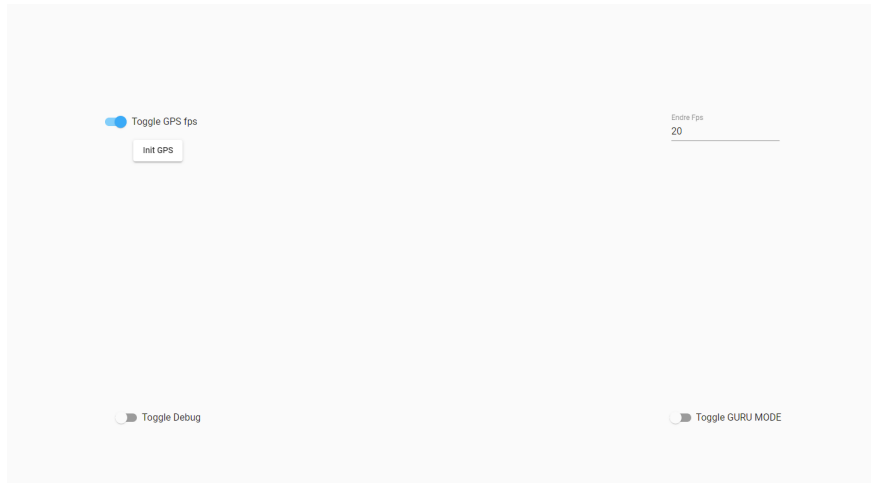 Toggle GPS fps
Init GPS
Endre Fps
20
Toggle Debug
Toggle GURU MODE